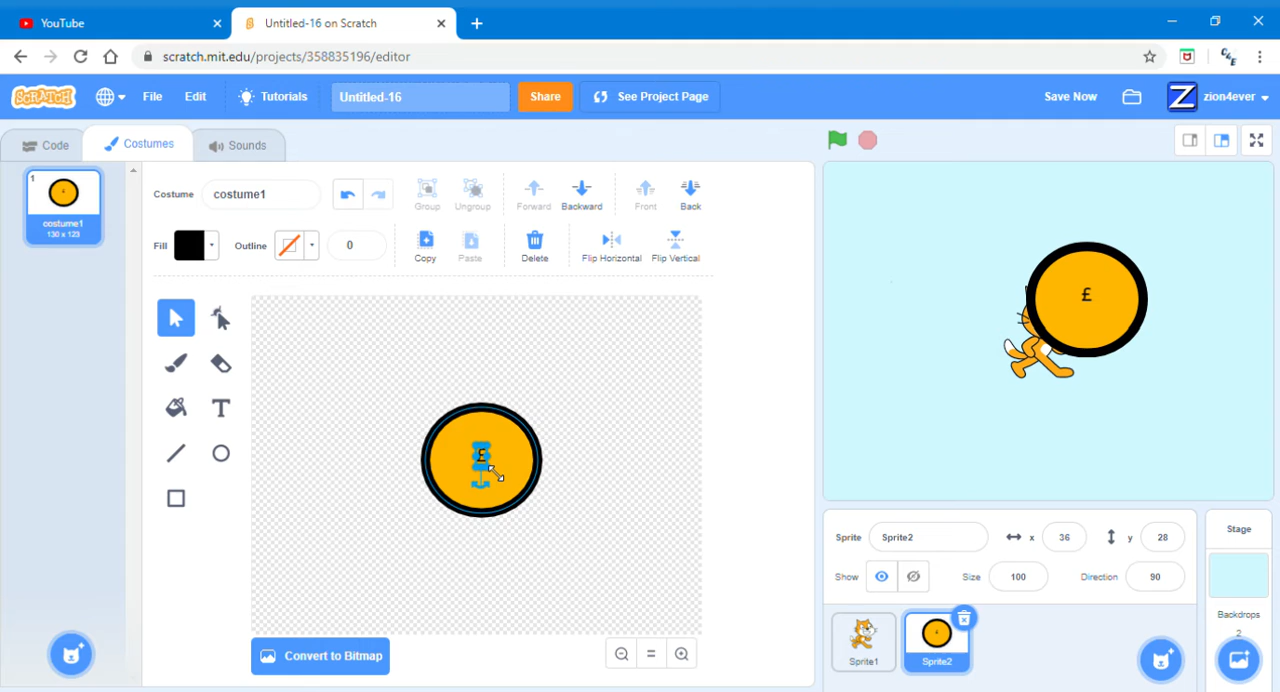 YouTube
Untitled-16 on Scratch
scratch.mit.edu/projects/358835196/editor
SCRATCH
File
Edit
Tutorials
Untitled-16
Share
See Project Page
Save Now
Z
zion4ever
Code
Costumes
Sounds
1
costume1
130 x 123
Costume
costume1
Group
Ungroup
Forward
Backward
Front
Back
Fill
Outline
0
Copy
Paste
Delete
Flip Horizontal
Flip Vertical
T
£
£
Convert to Bitmap
Sprite
Sprite2
x
36
y
28
Show
Size
100
Direction
90
Sprite1
Sprite2
Stage
Backdrops
2